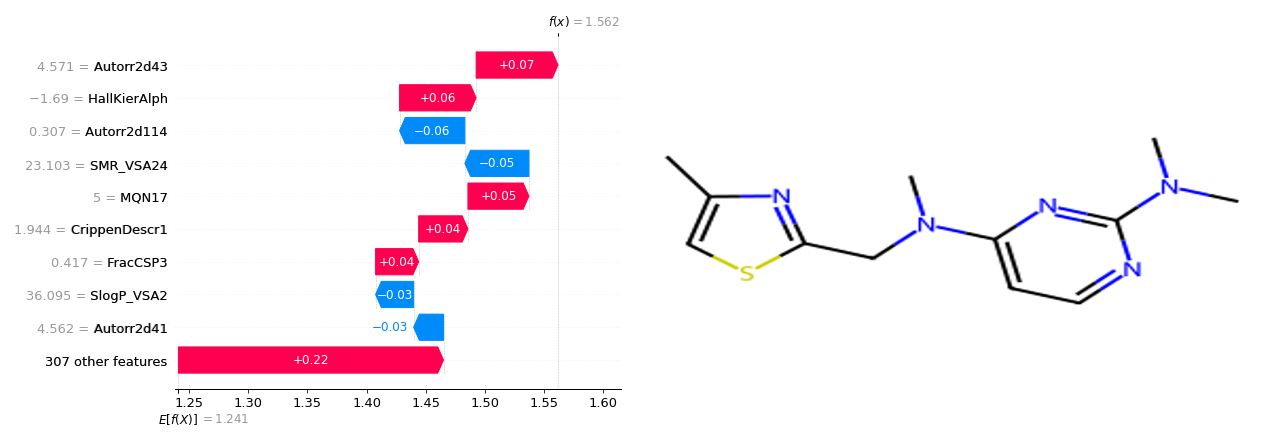 f(x) = 1.562
4.571 = Autorr2d43
+0.07
−1.69 = HallKierAlph
+0.06
0.307 = Autorr2d114
−0.06
23.103 = SMR_VSA24
−0.05
5 = MQN17
+0.05
1.944 = CrippenDescr1
+0.04
0.417 = FracCSP3
+0.04
36.095 = SlogP_VSA2
−0.03
4.562 = Autorr2d41
−0.03
307 other features
+0.22
1.25 1.30 1.35 1.40 1.45 1.50 1.55 1.60
E[f(X)] = 1.241
N
S
N
N
N
N